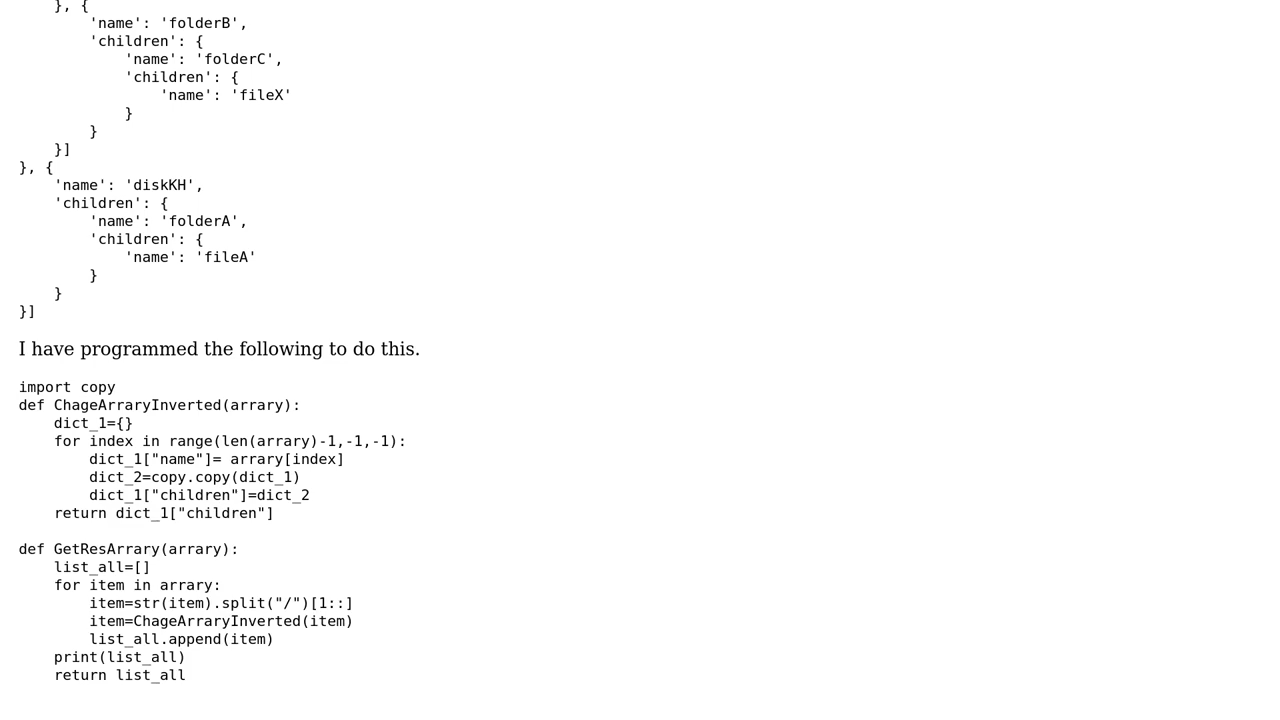 }, {
        'name': 'folderB',
        'children': {
            'name': 'folderC',
            'children': {
                'name': 'fileX'
            }
        }
    }]
}, {
    'name': 'diskKH',
    'children': {
        'name': 'folderA',
        'children': {
            'name': 'fileA'
        }
    }
}]
I have programmed the following to do this.
import copy
def ChageArraryInverted(arrary):
    dict_1={}
    for index in range(len(arrary)-1,-1,-1):
        dict_1["name"]= arrary[index]
        dict_2=copy.copy(dict_1)
        dict_1["children"]=dict_2
    return dict_1["children"]

def GetResArrary(arrary):
    list_all=[]
    for item in arrary:
        item=str(item).split("/")[1::]
        item=ChageArraryInverted(item)
        list_all.append(item)
    print(list_all)
    return list_all